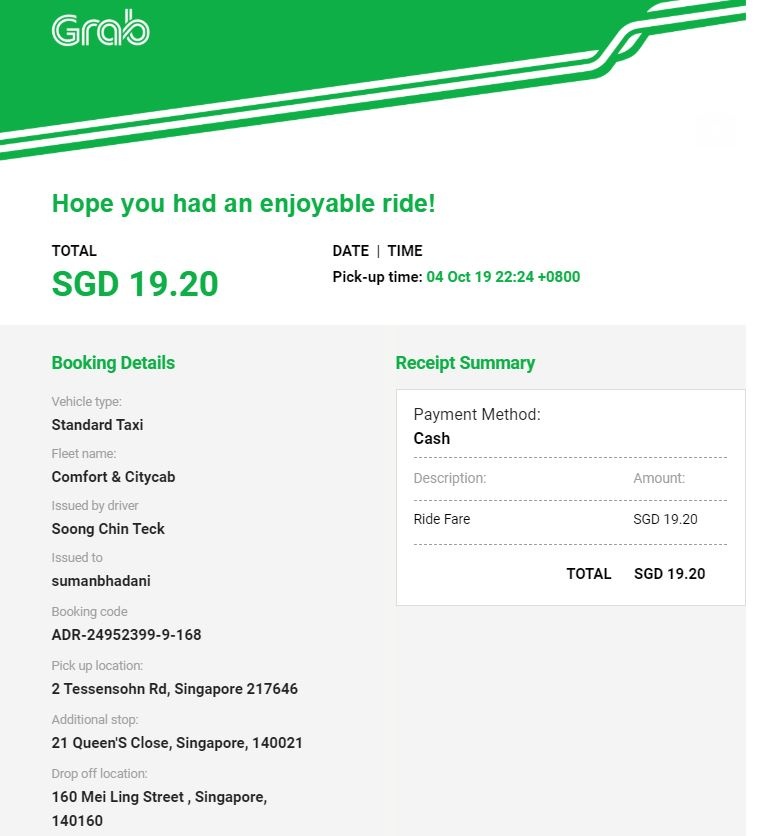 Grab
Hope you had an enjoyable ride!
TOTAL
SGD 19.20
DATE | TIME
Pick-up time: 04 Oct 19 22:24 +0800
Booking Details
Vehicle type:
Standard Taxi
Fleet name:
Comfort & Citycab
Issued by driver
Soong Chin Teck
Issued to
sumanbhadani
Booking code
ADR-24952399-9-168
Pick up location:
2 Tessensohn Rd, Singapore 217646
Additional stop:
21 Queen'S Close, Singapore, 140021
Drop off location:
160 Mei Ling Street , Singapore,
140160
Receipt Summary
Payment Method:
Cash
Description: Amount:
Ride Fare SGD 19.20
TOTAL SGD 19.20